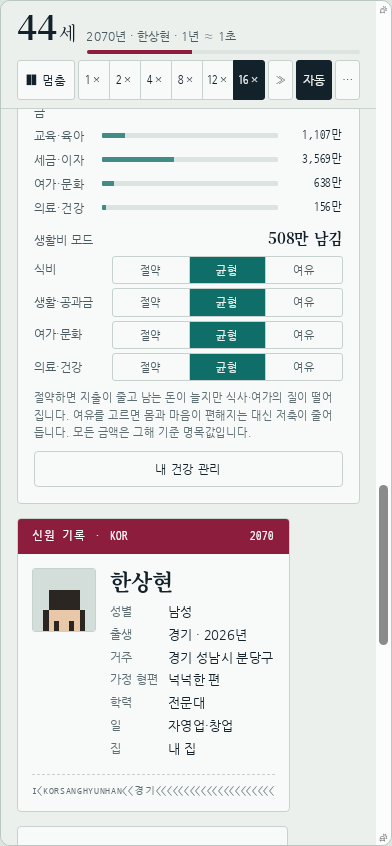 44세 2070년 · 한상현 · 1년 ≈ 1초
멈춤 1× 2× 4× 8× 12× 16× ≫ 자동 ···
금
교육·육아 1,107만
세금·이자 3,569만
여가·문화 638만
의료·건강 156만
생활비 모드 508만 남김
식비 절약 균형 여유
생활·공과금 절약 균형 여유
여가·문화 절약 균형 여유
의료·건강 절약 균형 여유
절약하면 지출이 줄고 남는 돈이 늘지만 식사·여가의 질이 떨어
집니다. 여유를 고르면 몸과 마음이 편해지는 대신 저축이 줄어
듭니다. 모든 금액은 그해 기준 명목값입니다.
내 건강 관리
신원 기록 · KOR 2070
한상현
성별 남성
출생 경기 · 2026년
거주 경기 성남시 분당구
가정 형편 넉넉한 편
학력 전문대
일 자영업·창업
집 내 집
I<KORSANGHYUNHAN<<경기<<<<<<<<<<<<<<<<<<<<